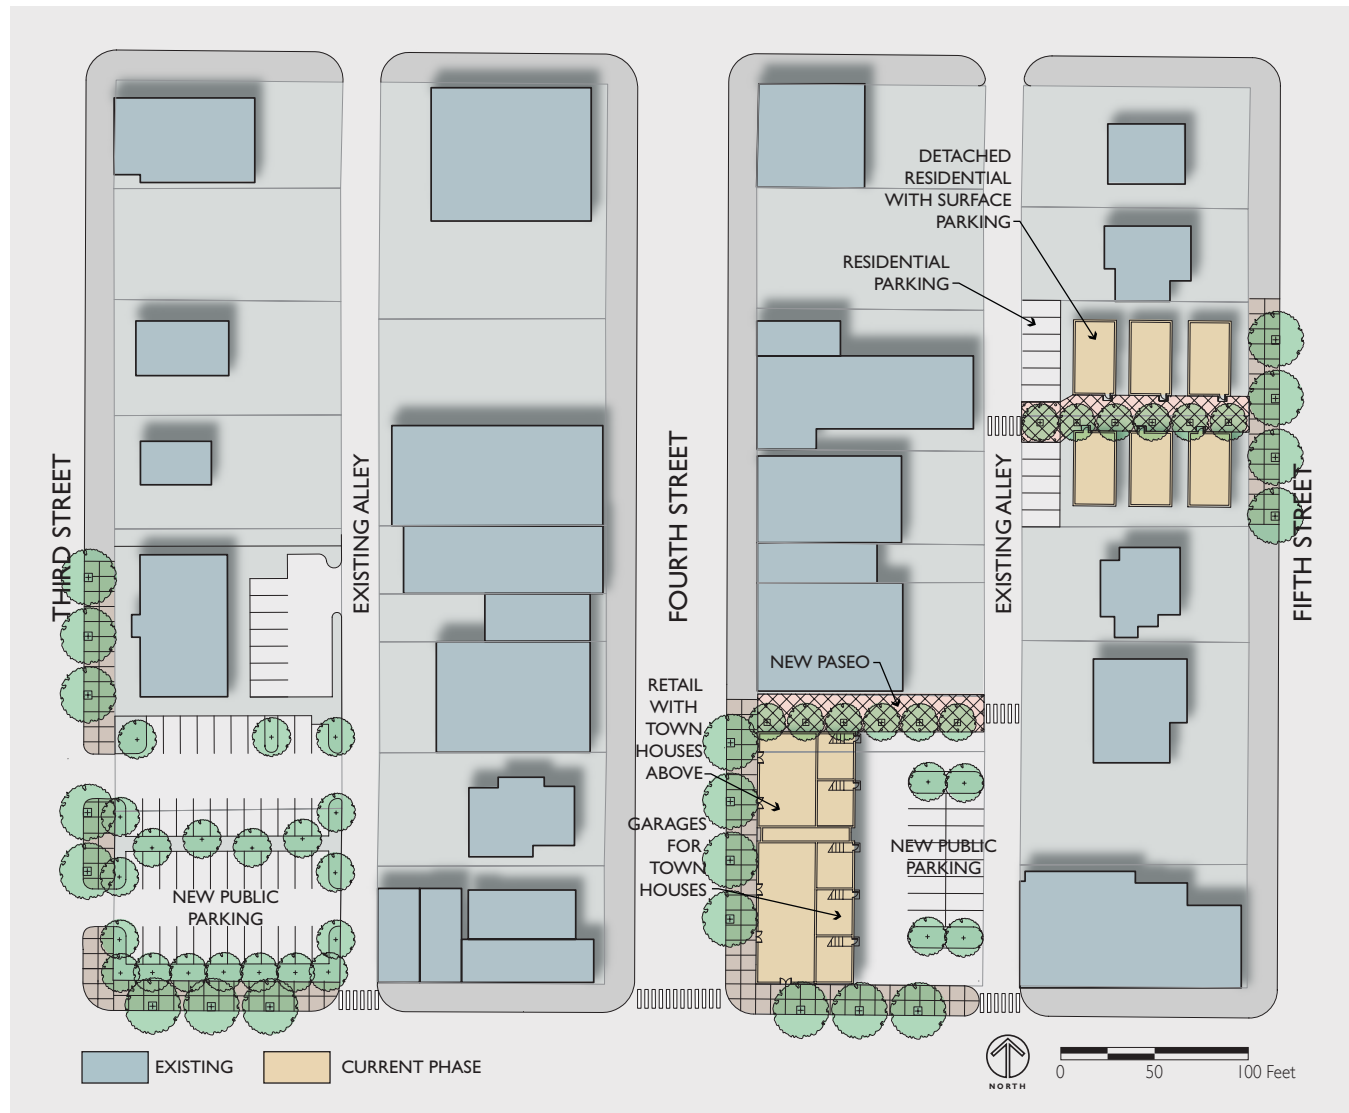 DETACHED
RESIDENTIAL
WITH SURFACE
PARKING
RESIDENTIAL
PARKING
THIRD STREET
EXISTING ALLEY
FOURTH STREET
EXISTING ALLEY
FIFTH STREET
NEW PASEO
RETAIL
WITH
TOWN
HOUSES
ABOVE
GARAGES
FOR
TOWN
HOUSES
NEW PUBLIC
PARKING
NEW PUBLIC
PARKING
EXISTING
CURRENT PHASE
NORTH
0 50 100 Feet